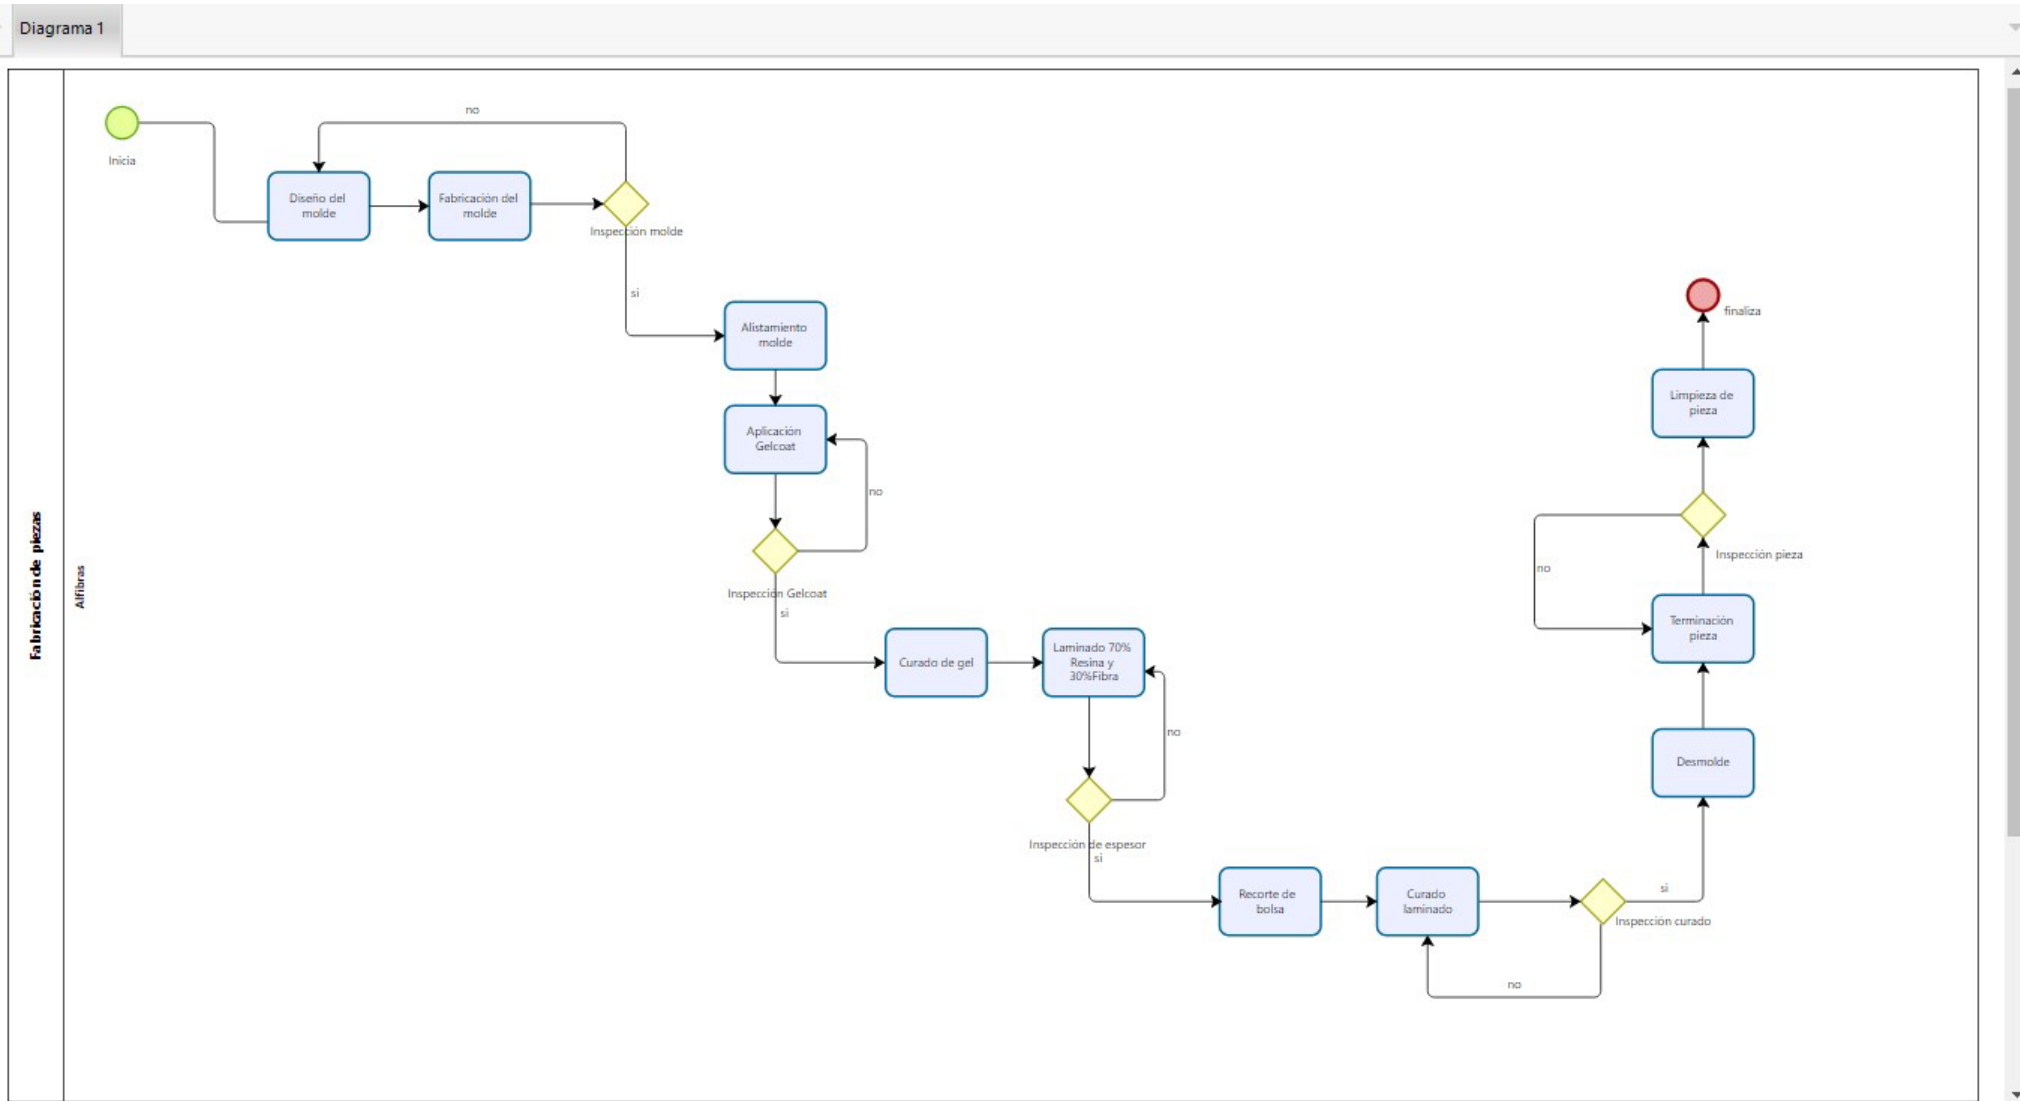 Diagrama 1
Fabricación de piezas
Alfibras
Inicia
no
Diseño del
molde
Fabricación del
molde
Inspección molde
si
Alistamiento
molde
Aplicación
Gelcoat
no
Inspección Gelcoat
si
Curado de gel
Laminado 70%
Resina y
30%Fibra
no
Inspección de espesor
si
Recorte de
bolsa
Curado
laminado
no
si
Inspección curado
Desmolde
Terminación
pieza
no
Inspección pieza
Limpieza de
pieza
finaliza